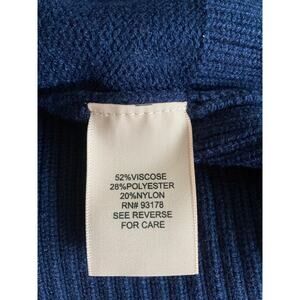 52%VISCOSE
28%POLYESTER
20%NYLON
RN# 93178
SEE REVERSE
FOR CARE